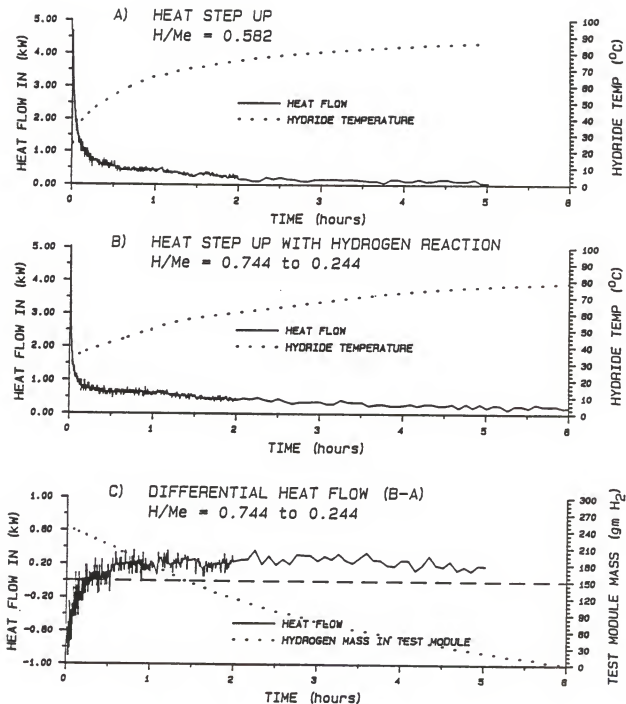 A) HEAT STEP UP
H/Me = 0.582
HEAT FLOW IN (kW)
5.00
4.00
3.00
2.00
1.00
0.00
HEAT FLOW
HYDRIDE TEMPERATURE
100
90
80
70
60
50
40
30
20
10
0
HYDRIDE TEMP (°C)
0 1 2 3 4 5 6
TIME (hours)
B) HEAT STEP UP WITH HYDROGEN REACTION
H/Me = 0.744 to 0.244
HEAT FLOW IN (kW)
5.00
4.00
3.00
2.00
1.00
0.00
HEAT FLOW
HYDRIDE TEMPERATURE
100
90
80
70
60
50
40
30
20
10
0
HYDRIDE TEMP (°C)
0 1 2 3 4 5 6
TIME (hours)
C) DIFFERENTIAL HEAT FLOW (B-A)
H/Me = 0.744 to 0.244
HEAT FLOW IN (kW)
1.00
0.60
0.20
-0.20
-0.60
-1.00
HEAT FLOW
HYDROGEN MASS IN TEST MODULE
300
270
240
210
180
150
120
90
60
30
0
TEST MODULE MASS (gm H₂)
0 1 2 3 4 5 6
TIME (hours)